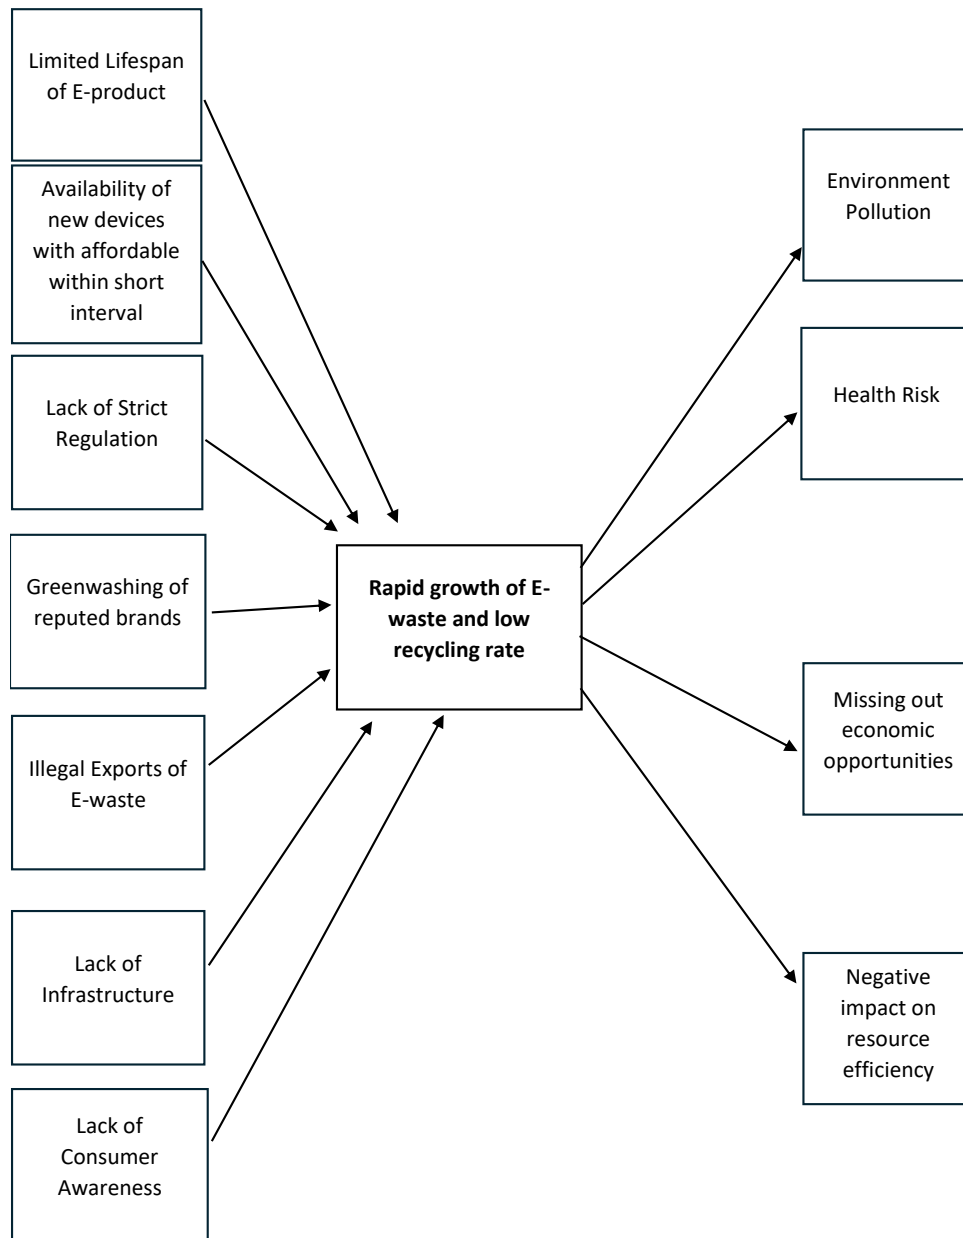 Limited Lifespan
of E-product
Availability of
new devices
with affordable
within short
interval
Lack of Strict
Regulation
Greenwashing of
reputed brands
Illegal Exports of
E-waste
Lack of
Infrastructure
Lack of
Consumer
Awareness
Rapid growth of E-
waste and low
recycling rate
Environment
Pollution
Health Risk
Missing out
economic
opportunities
Negative
impact on
resource
efficiency